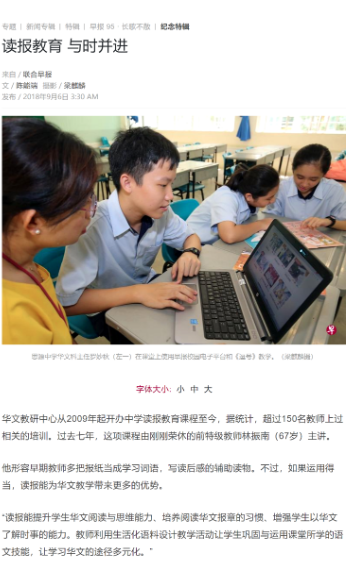 专题 | 新闻专辑 | 特辑 | 早报 95 · 长歌不散 | 纪念特辑
读报教育 与时并进
来自 / 联合早报
文 / 陈能端 摄影 / 梁麒麟
发布 / 2018年9月6日 3:30 AM
字体大小: 小 中 大
华文教研中心从2009年起开办中学读报教育课程至今，据统计，超过150名教师上过
相关的培训。过去七年，这项课程由刚刚荣休的前特级教师林振南（67岁）主讲。
他形容早期教师多把报纸当成学习词语、写读后感的辅助读物。不过，如果运用得
当，读报能为华文教学带来更多的优势。
“读报能提升学生华文阅读与思维能力、培养阅读华文报章的习惯、增强学生以华文
了解时事的能力。教师利用生活化语料设计教学活动让学生巩固与运用课堂所学的语
文技能，让学习华文的途径多元化。”